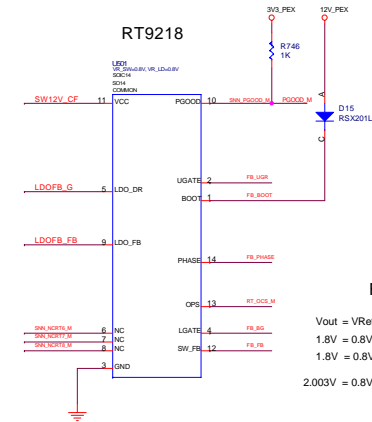 3V3_PEX 12V_PEX
RT9218
R746
1K
U501
VR_SW=0.8V, VR_LD=0.8V
SOIC14
SO14
COMMON
SW12V_CF 11 VCC PGOOD 10 SNN_PGOOD_M PGOOD_M
A
D15
RSX201L
C
LDOFB_G 5 LDO_DR
UGATE 2 FB_UGR
BOOT 1 FB_BOOT
LDOFB_FB 9 LDO_FB
PHASE 14 FB_PHASE
OPS 13 RT_OCS_M
SNN_NCRT6_M 6 NC LGATE 4 FB_BG
SNN_NCRT7_M 7 NC
SNN_NCRT8_M 8 NC SW_FB 12 FB_FB
3 GND
Vout = VRe
1.8V = 0.8V
1.8V = 0.8V
2.003V = 0.8V